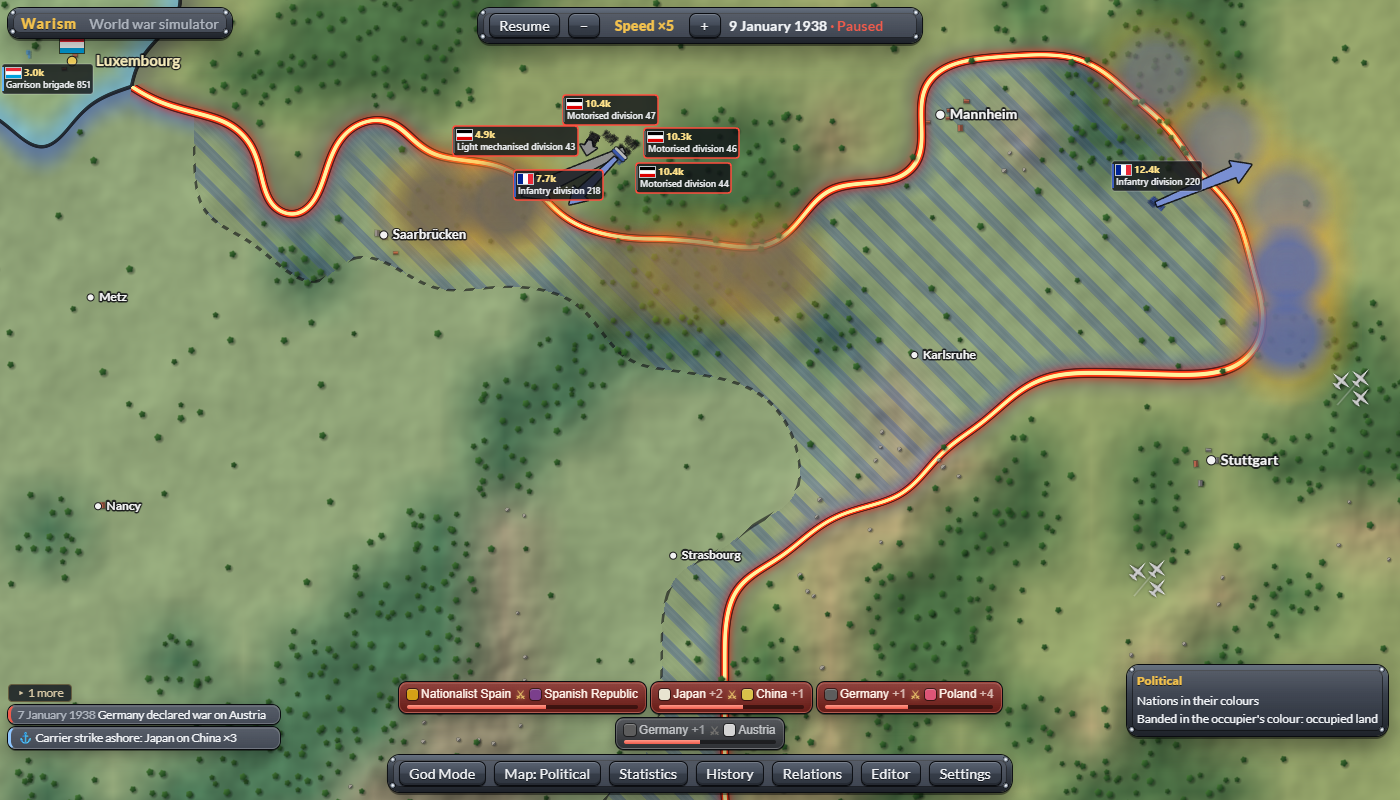 Warism World war simulator
Resume − Speed ×5 + 9 January 1938 · Paused
Luxembourg
3.0k
Garrison brigade 851
10.4k
Motorised division 47
4.9k
Light mechanised division 43
10.3k
Motorised division 46
10.4k
Motorised division 44
7.7k
Infantry division 218
Mannheim
12.4k
Infantry division 220
Saarbrücken
Metz
Karlsruhe
Stuttgart
Nancy
Strasbourg
▸ 1 more
7 January 1938 Germany declared war on Austria
Carrier strike ashore: Japan on China ×3
Nationalist Spain ⚔ Spanish Republic
Japan +2 ⚔ China +1
Germany +1 ⚔ Poland +4
Germany +1 ⚔ Austria
Political
Nations in their colours
Banded in the occupier's colour: occupied land
God Mode Map: Political Statistics History Relations Editor Settings